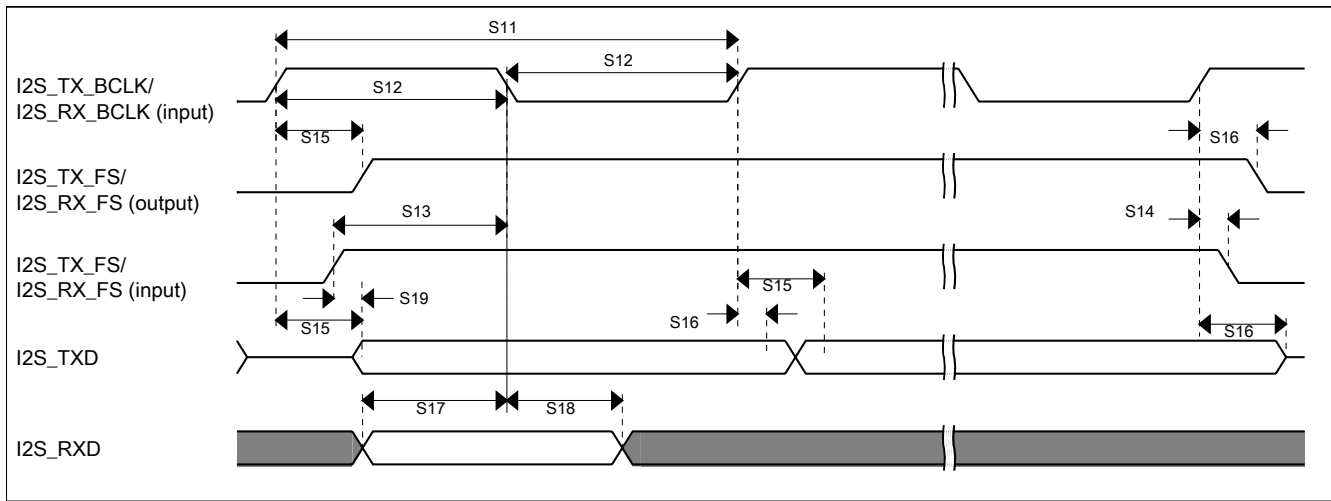 S11
I2S_TX_BCLK/
I2S_RX_BCLK (input)
S12
S12
S15
S16
I2S_TX_FS/
I2S_RX_FS (output)
S13
S14
I2S_TX_FS/
I2S_RX_FS (input)
S15
S19
S16
S15
S16
I2S_TXD
S17
S18
I2S_RXD